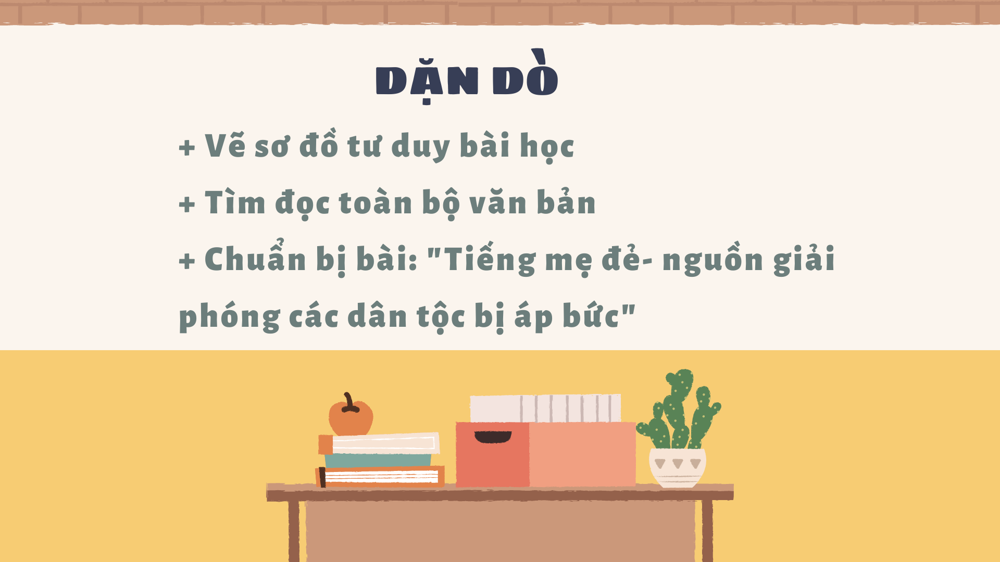 DẶN DÒ
+ Vẽ sơ đồ tư duy bài học
+ Tìm đọc toàn bộ văn bản
+ Chuẩn bị bài: "Tiếng mẹ đẻ- nguồn giải
phóng các dân tộc bị áp bức"